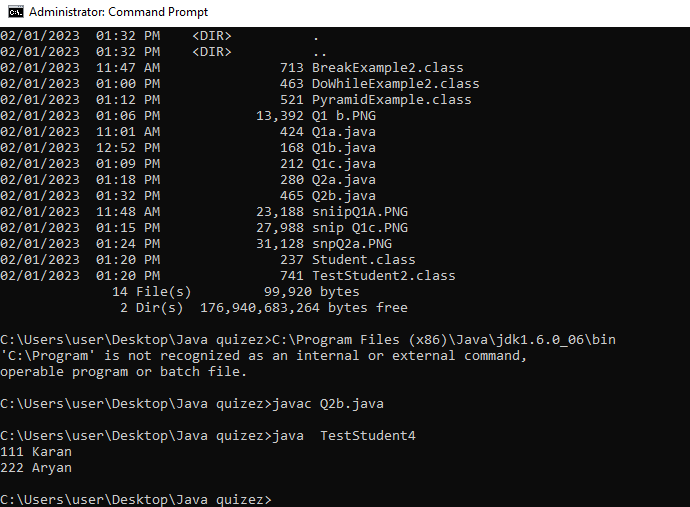 Administrator: Command Prompt
02/01/2023  01:32 PM    <DIR>          .
02/01/2023  01:32 PM    <DIR>          ..
02/01/2023  11:47 AM               713 BreakExample2.class
02/01/2023  01:00 PM               463 DoWhileExample2.class
02/01/2023  01:12 PM               521 PyramidExample.class
02/01/2023  01:06 PM            13,392 Q1 b.PNG
02/01/2023  11:01 AM               424 Q1a.java
02/01/2023  12:52 PM               168 Q1b.java
02/01/2023  01:09 PM               212 Q1c.java
02/01/2023  01:18 PM               280 Q2a.java
02/01/2023  01:32 PM               465 Q2b.java
02/01/2023  11:48 AM            23,188 sniipQ1A.PNG
02/01/2023  01:15 PM            27,988 snip Q1c.PNG
02/01/2023  01:24 PM            31,128 snpQ2a.PNG
02/01/2023  01:20 PM               237 Student.class
02/01/2023  01:20 PM               741 TestStudent2.class
              14 File(s)         99,920 bytes
               2 Dir(s)  176,940,683,264 bytes free
C:\Users\user\Desktop\Java quizez>C:\Program Files (x86)\Java\jdk1.6.0_06\bin
'C:\Program' is not recognized as an internal or external command,
operable program or batch file.
C:\Users\user\Desktop\Java quizez>javac Q2b.java
C:\Users\user\Desktop\Java quizez>java  TestStudent4
111 Karan
222 Aryan
C:\Users\user\Desktop\Java quizez>